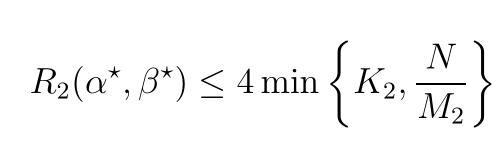 $R_2(\alpha^\star, \beta^\star) \leq 4 \min \left\{ K_2, \frac{N}{M_2} \right\}$